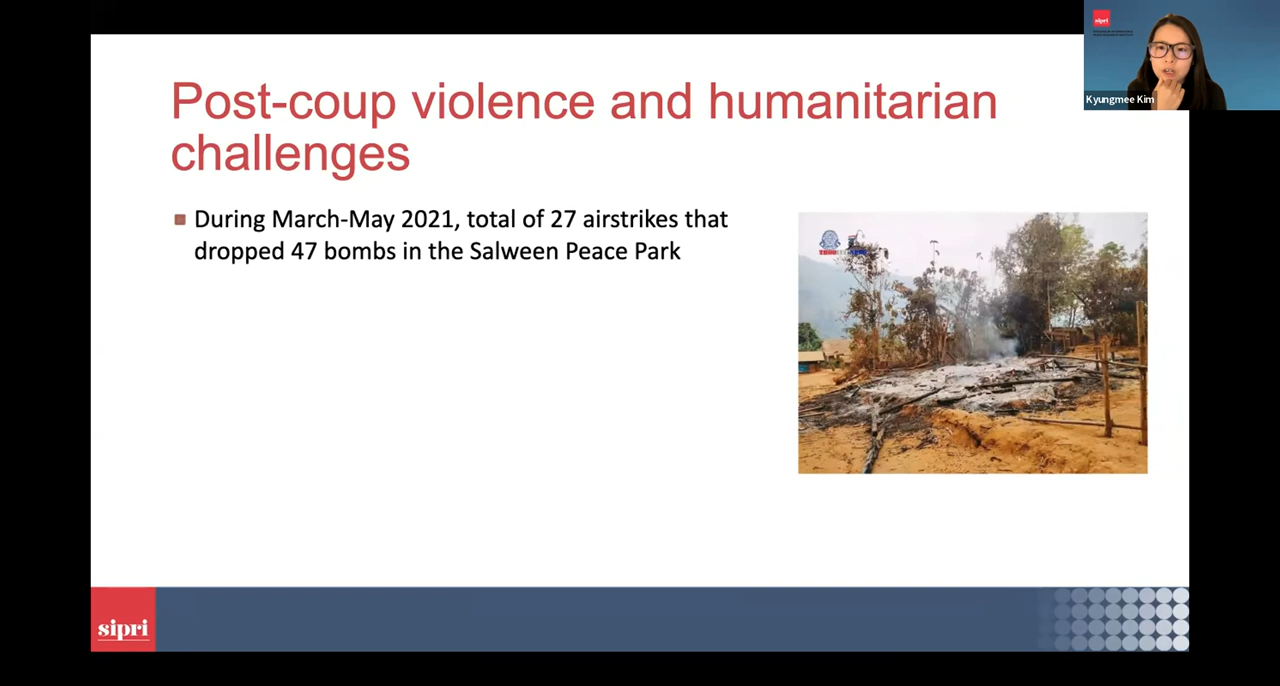 sipri
Kyungmee Kim
Post-coup violence and humanitarian
challenges
During March-May 2021, total of 27 airstrikes that
dropped 47 bombs in the Salween Peace Park
sipri